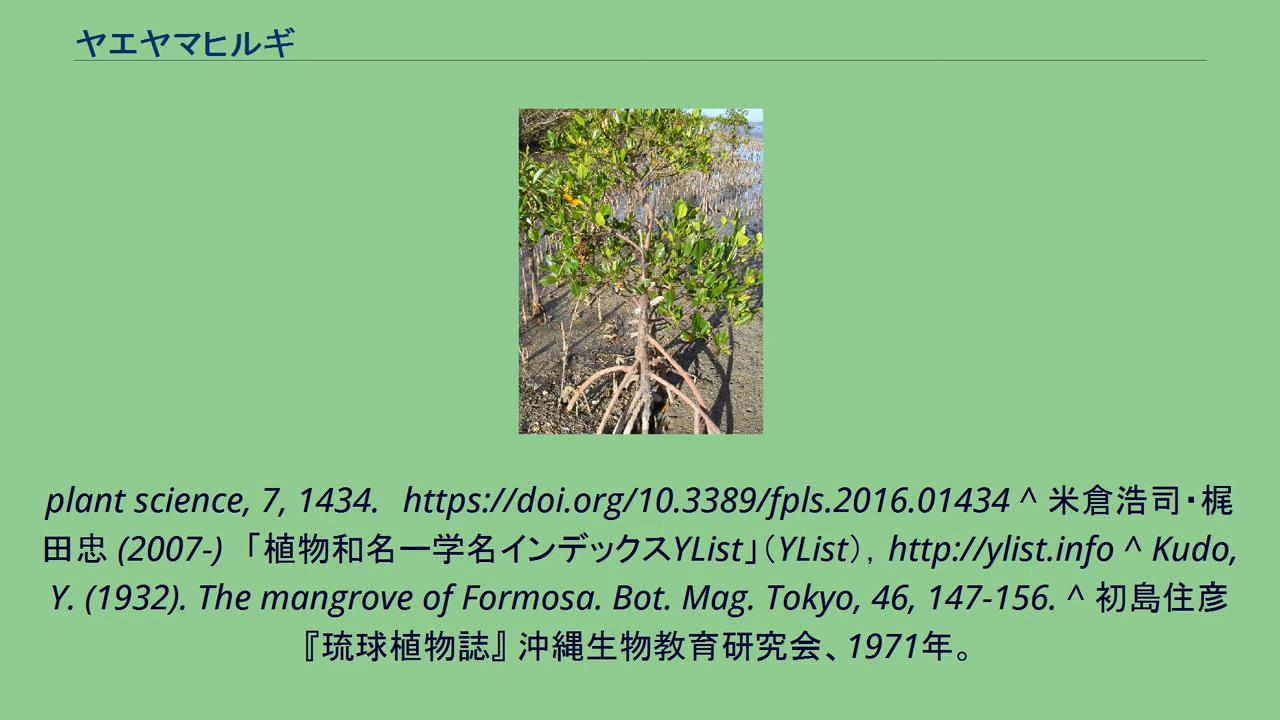 ヤエヤマヒルギ
plant science, 7, 1434.  https://doi.org/10.3389/fpls.2016.01434 ^ 米倉浩司・梶
田忠 (2007-) 「植物和名ー学名インデックスYList」（YList）， http://ylist.info ^ Kudo,
Y. (1932). The mangrove of Formosa. Bot. Mag. Tokyo, 46, 147-156. ^ 初島住彦
『琉球植物誌』 沖縄生物教育研究会、1971年。